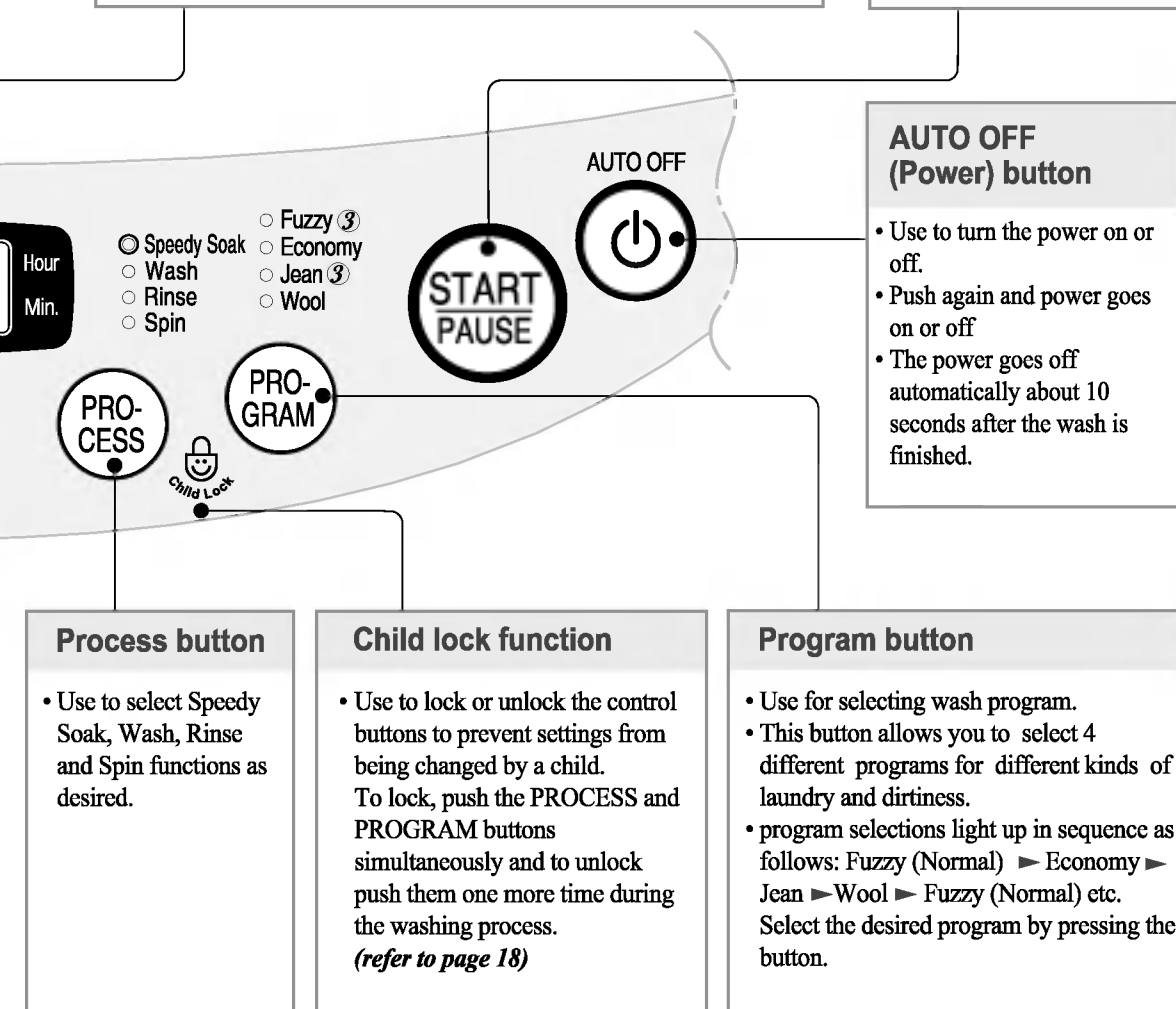 AUTO OFF
Hour
Min.
Speedy Soak
Wash
Rinse
Spin
Fuzzy 3
Economy
Jean 3
Wool
START
PAUSE
PRO-
CESS
PRO-
GRAM
Child Lock
AUTO OFF
(Power) button
• Use to turn the power on or
off.
• Push again and power goes
on or off
• The power goes off
automatically about 10
seconds after the wash is
finished.
Process button
• Use to select Speedy
Soak, Wash, Rinse
and Spin functions as
desired.
Child lock function
• Use to lock or unlock the control
buttons to prevent settings from
being changed by a child.
To lock, push the PROCESS and
PROGRAM buttons
simultaneously and to unlock
push them one more time during
the washing process.
(refer to page 18)
Program button
• Use for selecting wash program.
• This button allows you to select 4
different programs for different kinds of
laundry and dirtiness.
• program selections light up in sequence as
follows: Fuzzy (Normal) ► Economy ►
Jean ►Wool ► Fuzzy (Normal) etc.
Select the desired program by pressing the
button.